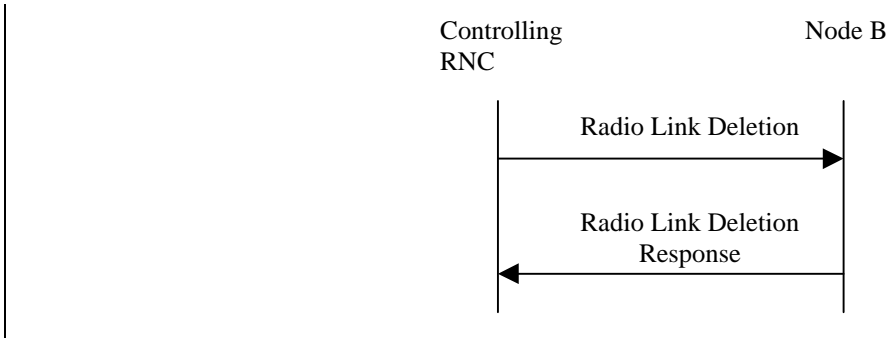 Controlling Node B
RNC
Radio Link Deletion
Radio Link Deletion
Response